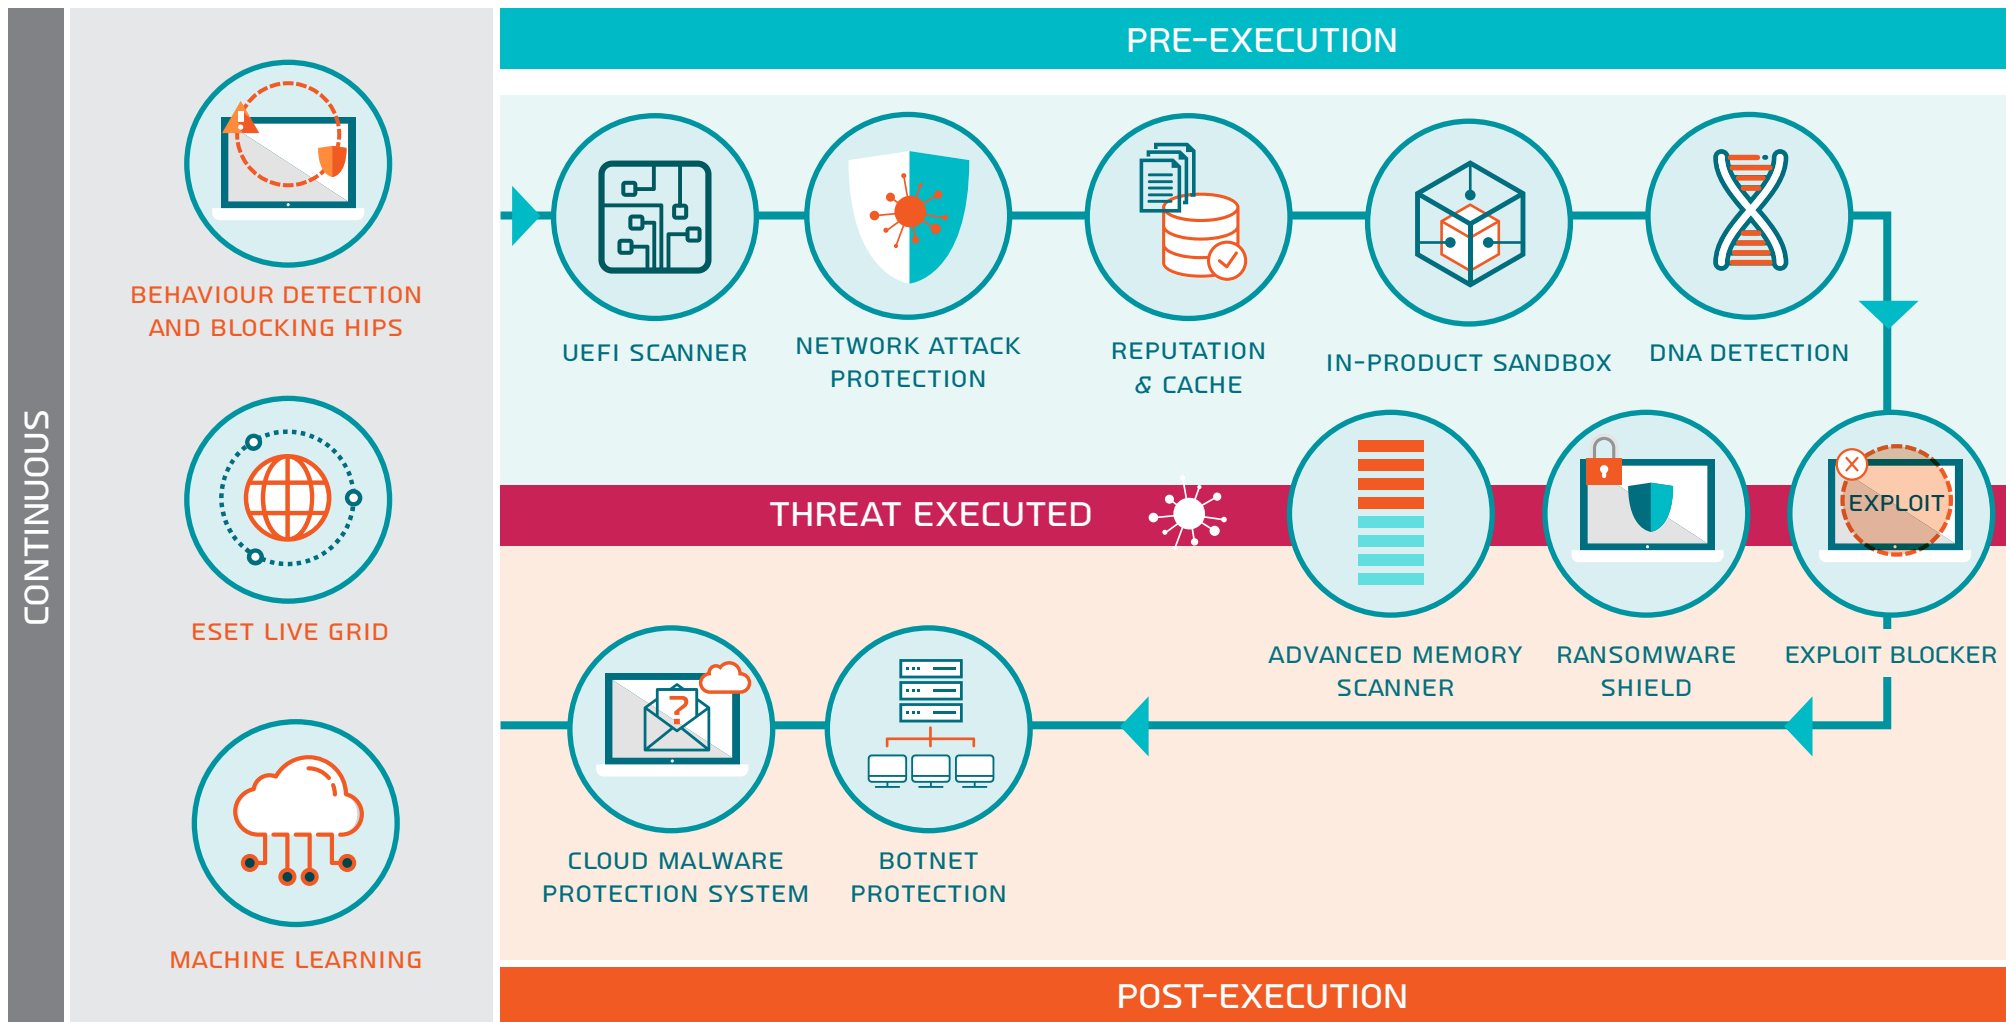 CONTINUOUS
BEHAVIOUR DETECTION
AND BLOCKING HIPS
ESET LIVE GRID
MACHINE LEARNING
PRE-EXECUTION
UEFI SCANNER
NETWORK ATTACK
PROTECTION
REPUTATION
& CACHE
IN-PRODUCT SANDBOX
DNA DETECTION
THREAT EXECUTED
EXPLOIT
ADVANCED MEMORY
SCANNER
RANSOMWARE
SHIELD
EXPLOIT BLOCKER
?
CLOUD MALWARE
PROTECTION SYSTEM
BOTNET
PROTECTION
POST-EXECUTION